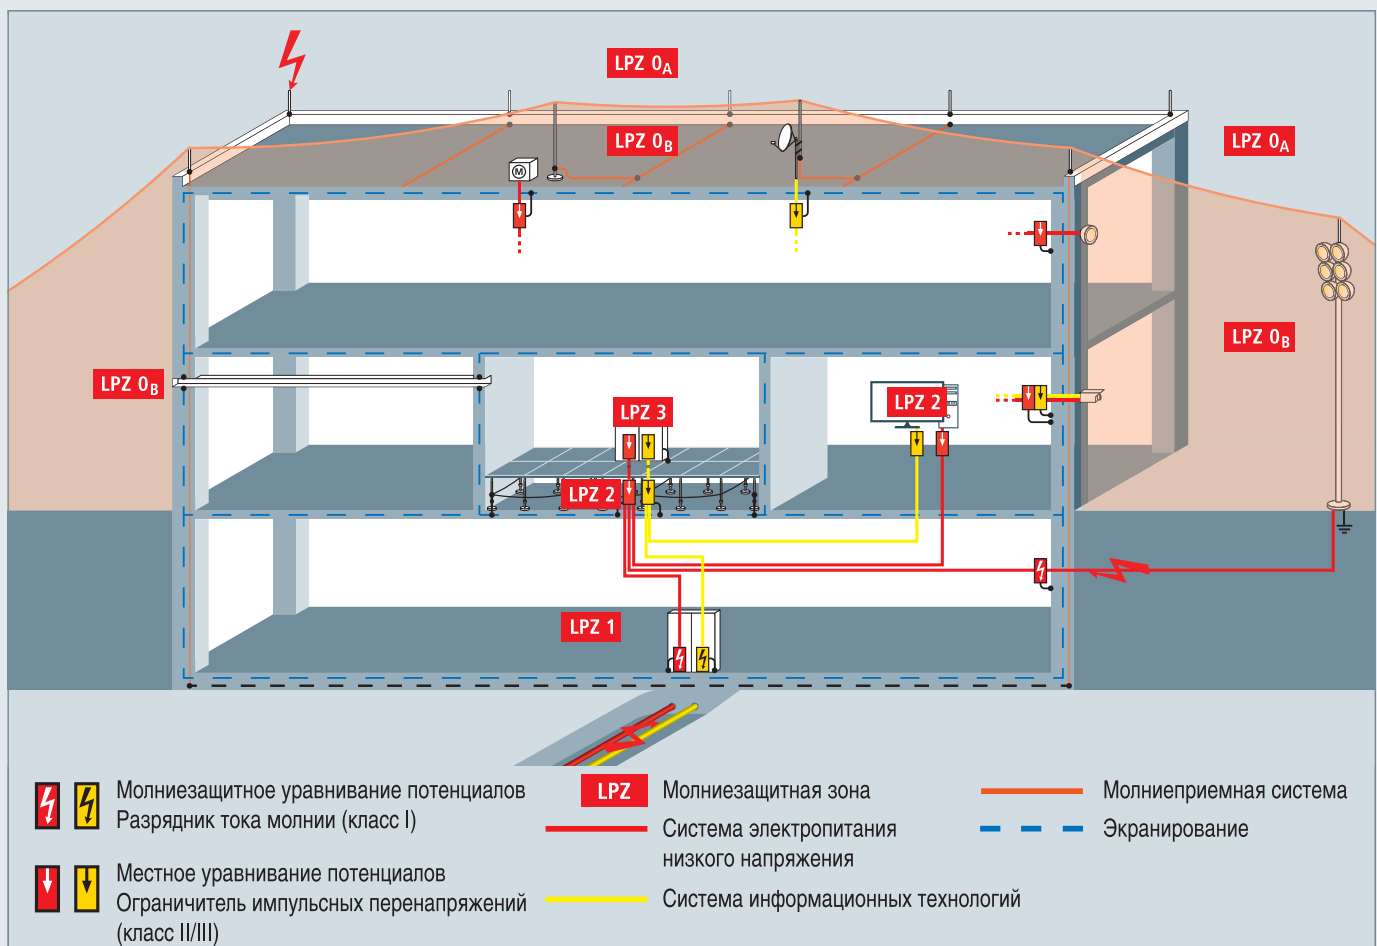 LPZ 0A
LPZ 0B
LPZ 0A
M
LPZ 0B
LPZ 0B
LPZ 3
LPZ 2
LPZ 2
LPZ 1
Молниезащитное уравнивание потенциалов
Разрядник тока молнии (класс I)
Местное уравнивание потенциалов
Ограничитель импульсных перенапряжений
(класс II/III)
LPZ
Молниезащитная зона
Система электропитания
низкого напряжения
Система информационных технологий
Молниеприемная система
Экранирование